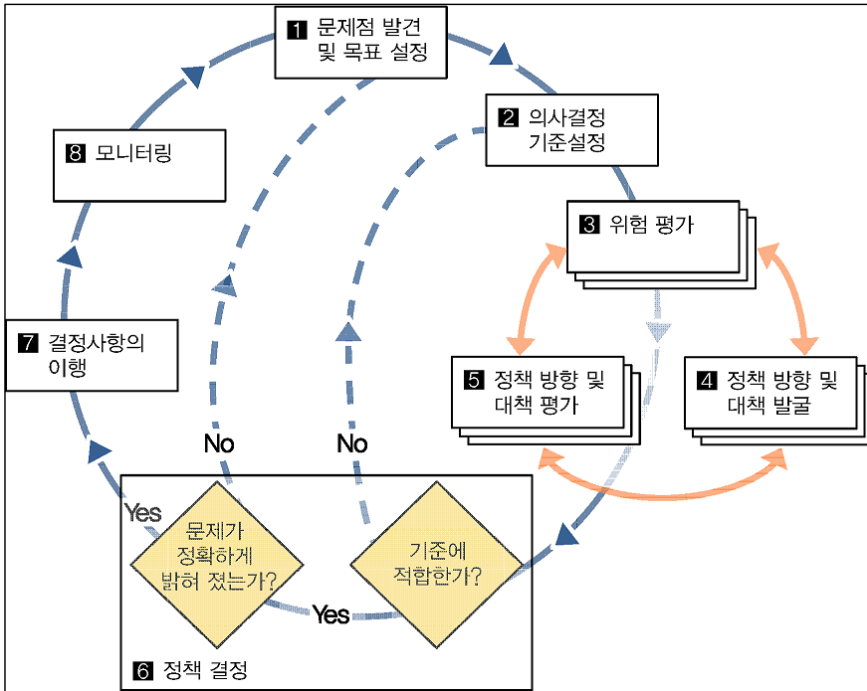 1 문제점 발견
및 목표 설정
2 의사결정
기준설정
3 위험 평가
4 정책 방향 및
대책 발굴
5 정책 방향 및
대책 평가
기준에
적합한가?
No
Yes
문제가
정확하게
밝혀 졌는가?
No
Yes
6 정책 결정
7 결정사항의
이행
8 모니터링